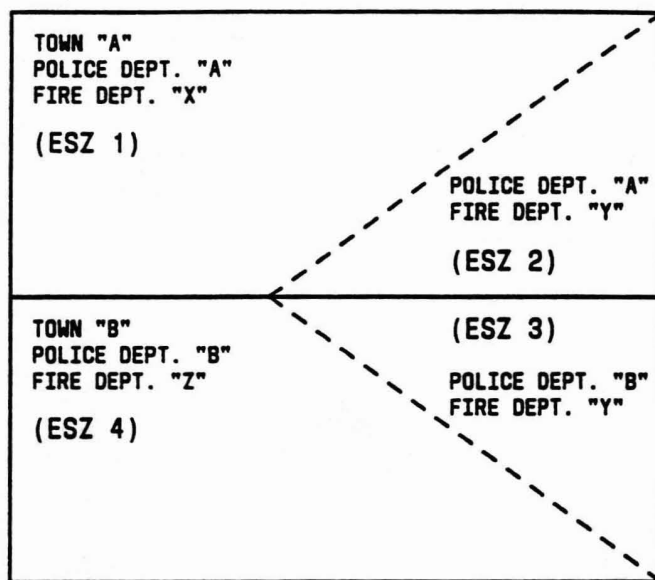 TOWN "A"
POLICE DEPT. "A"
FIRE DEPT. "X"
(ESZ 1)
POLICE DEPT. "A"
FIRE DEPT. "Y"
(ESZ 2)
TOWN "B"
POLICE DEPT. "B"
FIRE DEPT. "Z"
(ESZ 4)
(ESZ 3)
POLICE DEPT. "B"
FIRE DEPT. "Y"